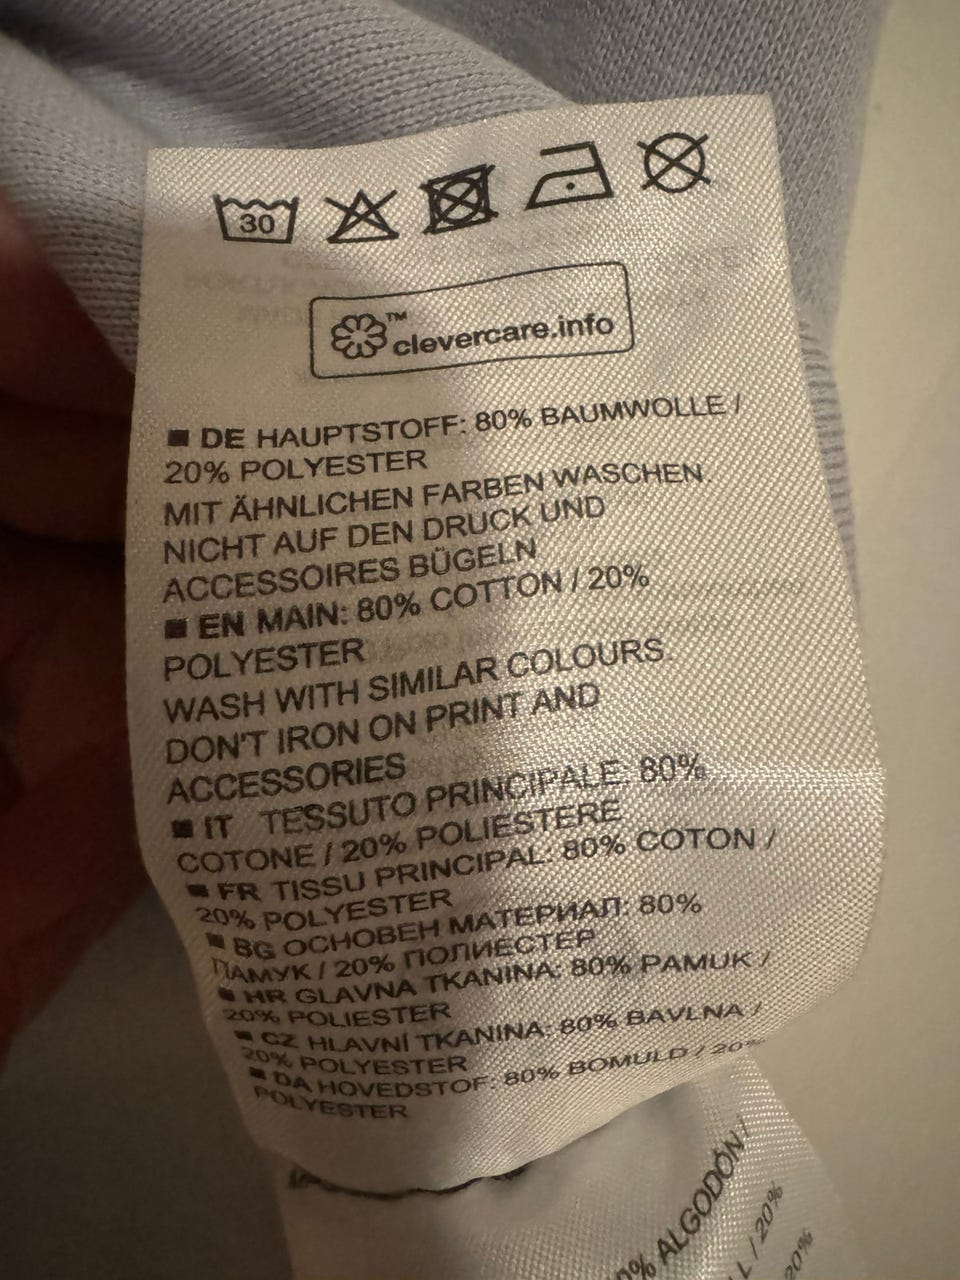 30
™ clevercare.info
■ DE HAUPTSTOFF: 80% BAUMWOLLE /
20% POLYESTER
MIT ÄHNLICHEN FARBEN WASCHEN
NICHT AUF DEN DRUCK UND
ACCESSOIRES BÜGELN
■ EN MAIN: 80% COTTON / 20%
POLYESTER
WASH WITH SIMILAR COLOURS.
DON'T IRON ON PRINT AND
ACCESSORIES
■ IT TESSUTO PRINCIPALE: 80%
COTONE / 20% POLIESTERE
■ FR TISSU PRINCIPAL: 80% COTON /
20% POLYESTER
■ BG ОСНОВЕН МАТЕРИАЛ: 80%
ПАМУК / 20% ПОЛИЕСТЕР
■ HR GLAVNA TKANINA: 80% PAMUK /
20% POLIESTER
■ CZ HLAVNÍ TKANINA: 80% BAVLNA /
20% POLYESTER
■ DA HOVEDSTOF: 80% BOMULD / 20%
POLYESTER
0% ALGODÓN /
L / 20%
20%